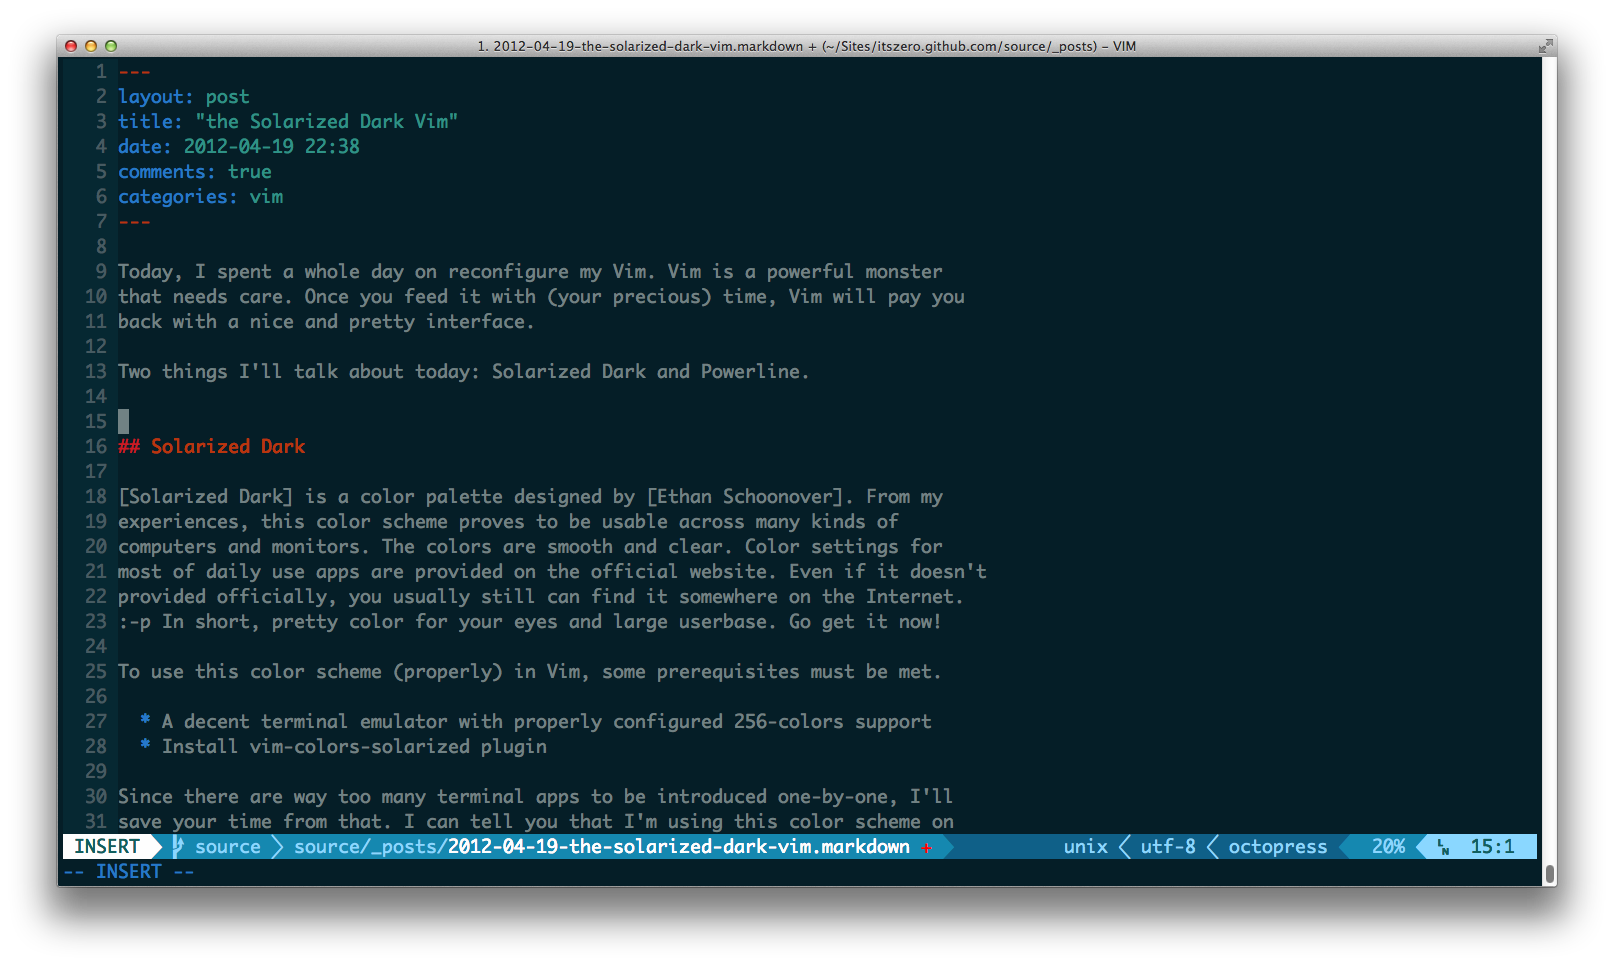 1. 2012-04-19-the-solarized-dark-vim.markdown + (~/Sites/itszero.github.com/source/_posts) – VIM
1 ---
2 layout: post
3 title: "the Solarized Dark Vim"
4 date: 2012-04-19 22:38
5 comments: true
6 categories: vim
7 ---
8
9 Today, I spent a whole day on reconfigure my Vim. Vim is a powerful monster
10 that needs care. Once you feed it with (your precious) time, Vim will pay you
11 back with a nice and pretty interface.
12
13 Two things I'll talk about today: Solarized Dark and Powerline.
14
15
16 ## Solarized Dark
17
18 [Solarized Dark] is a color palette designed by [Ethan Schoonover]. From my
19 experiences, this color scheme proves to be usable across many kinds of
20 computers and monitors. The colors are smooth and clear. Color settings for
21 most of daily use apps are provided on the official website. Even if it doesn't
22 provided officially, you usually still can find it somewhere on the Internet.
23 :-p In short, pretty color for your eyes and large userbase. Go get it now!
24
25 To use this color scheme (properly) in Vim, some prerequisites must be met.
26
27   * A decent terminal emulator with properly configured 256-colors support
28   * Install vim-colors-solarized plugin
29
30 Since there are way too many terminal apps to be introduced one-by-one, I'll
31 save your time from that. I can tell you that I'm using this color scheme on
INSERT source source/_posts/2012-04-19-the-solarized-dark-vim.markdown + unix utf-8 octopress 20% LN 15:1
-- INSERT --